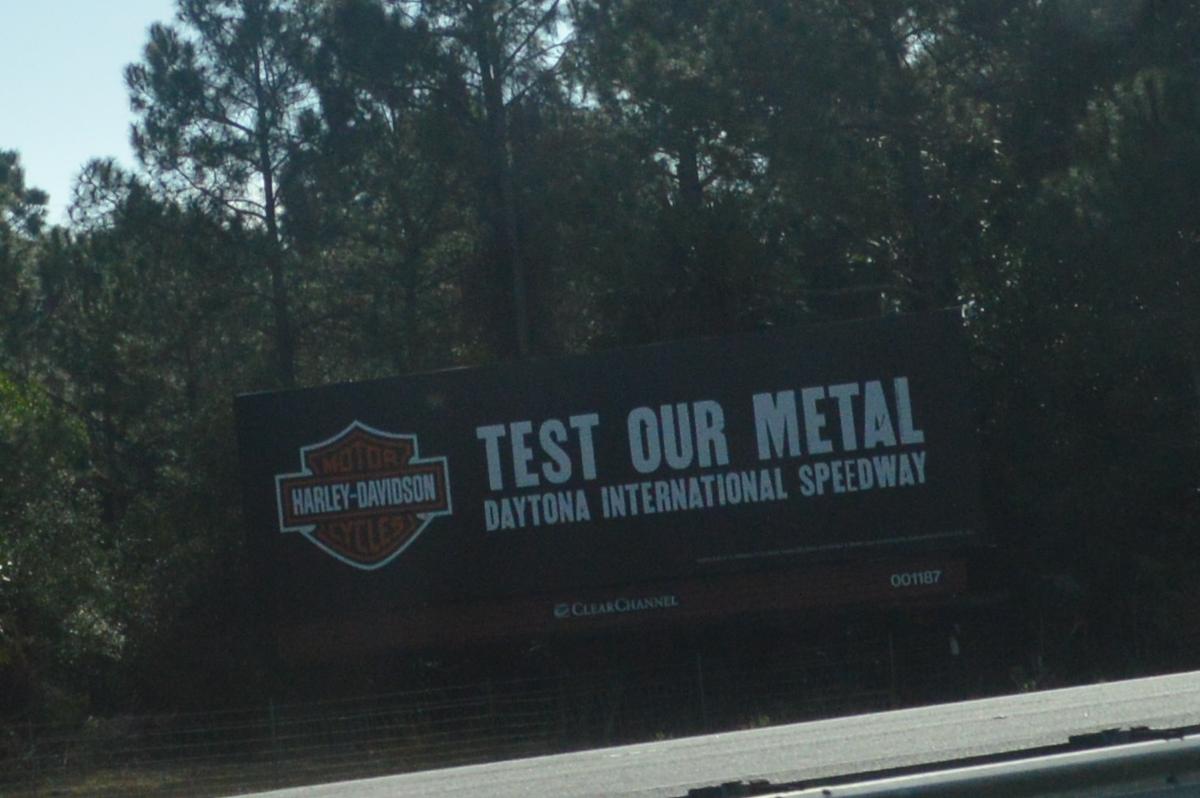 MOTOR
HARLEY-DAVIDSON
CYCLES
TEST OUR METAL
DAYTONA INTERNATIONAL SPEEDWAY
001187
CLEARCHANNEL